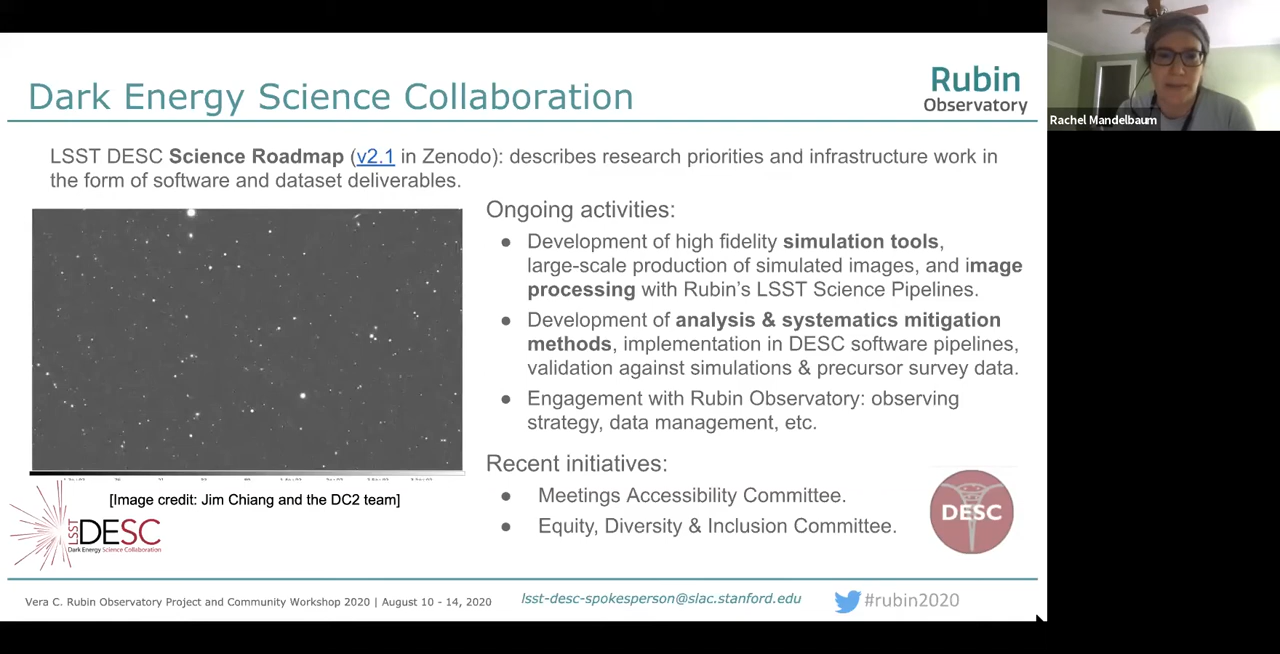 Dark Energy Science Collaboration
Rubin
Observatory
Rachel Mandelbaum
LSST DESC Science Roadmap (v2.1 in Zenodo): describes research priorities and infrastructure work in
the form of software and dataset deliverables.
Ongoing activities:
● Development of high fidelity simulation tools,
large-scale production of simulated images, and image
processing with Rubin's LSST Science Pipelines.
● Development of analysis & systematics mitigation
methods, implementation in DESC software pipelines,
validation against simulations & precursor survey data.
● Engagement with Rubin Observatory: observing
strategy, data management, etc.
Recent initiatives:
● Meetings Accessibility Committee.
● Equity, Diversity & Inclusion Committee.
[Image credit: Jim Chiang and the DC2 team]
LSST DESC
Dark Energy Science Collaboration
DESC
Vera C. Rubin Observatory Project and Community Workshop 2020 | August 10 - 14, 2020
lsst-desc-spokesperson@slac.stanford.edu
#rubin2020